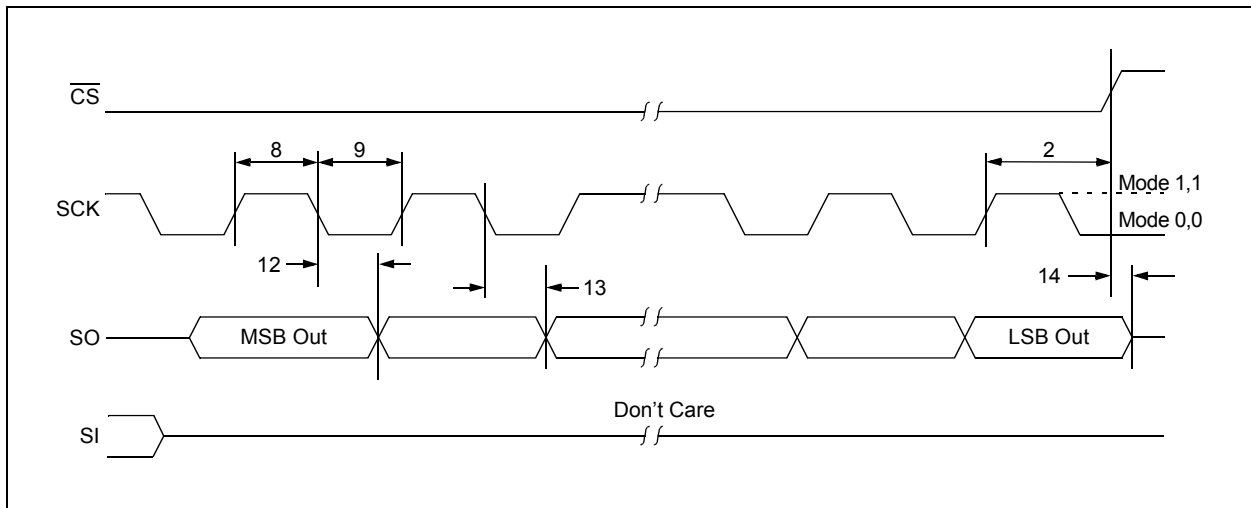 CS
8 9 2
SCK
Mode 1,1
Mode 0,0
12 13 14
SO MSB Out LSB Out
Don't Care
SI